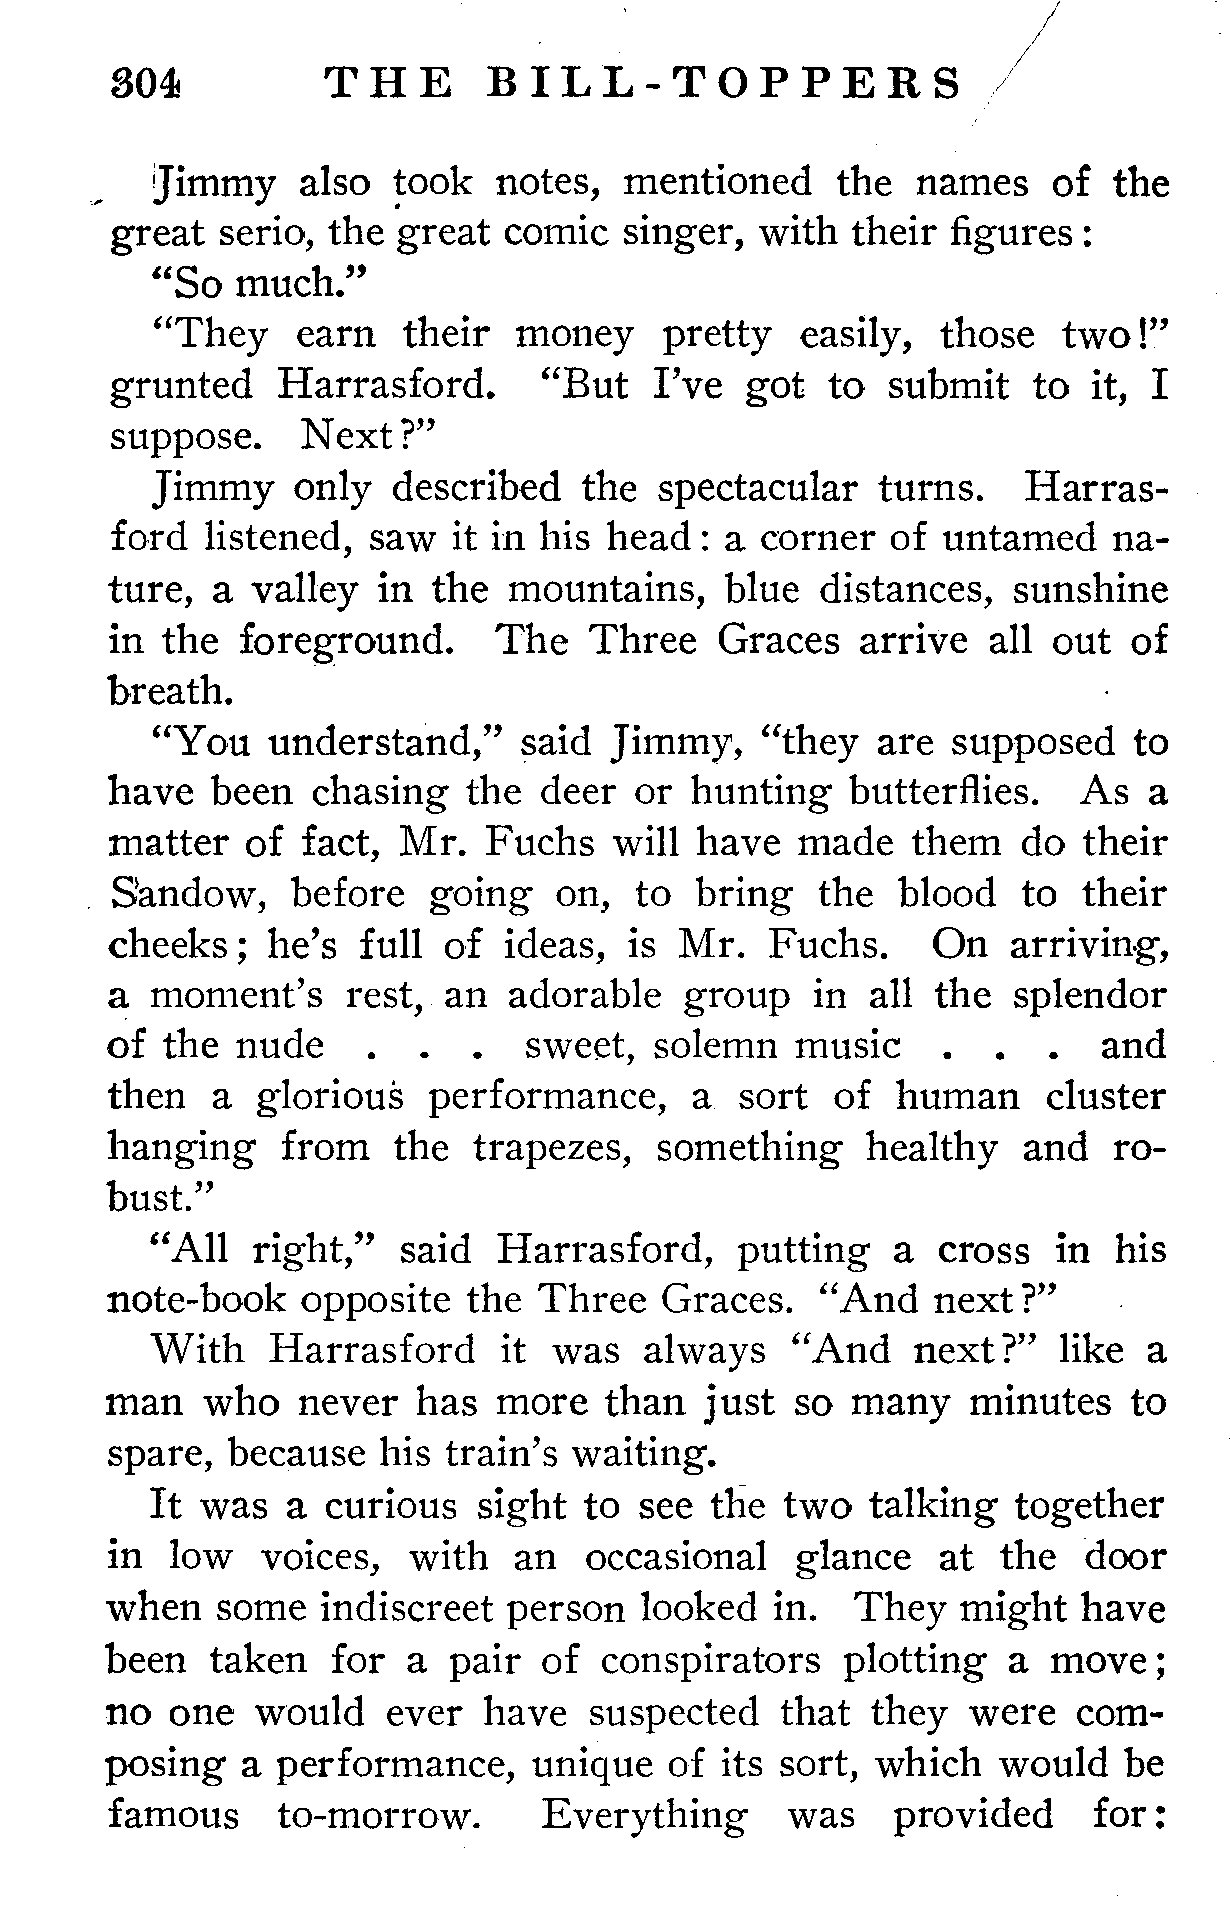 304 THE BILL-TOPPERS
Jimmy also took notes, mentioned the names of the
great serio, the great comic singer, with their figures:
“So much.”
“They earn their money pretty easily, those two!”
grunted Harrasford. “But I’ve got to submit to it, I
suppose. Next?”
Jimmy only described the spectacular turns. Harras-
ford listened, saw it in his head: a corner of untamed na-
ture, a valley in the mountains, blue distances, sunshine
in the foreground. The Three Graces arrive all out of
breath.
“You understand,” said Jimmy, “they are supposed to
have been chasing the deer or hunting butterflies. As a
matter of fact, Mr. Fuchs will have made them do their
Sandow, before going on, to bring the blood to their
cheeks; he’s full of ideas, is Mr. Fuchs. On arriving,
a moment’s rest, an adorable group in all the splendor
of the nude . . . sweet, solemn music . . . and
then a glorious performance, a sort of human cluster
hanging from the trapezes, something healthy and ro-
bust.”
“All right,” said Harrasford, putting a cross in his
note-book opposite the Three Graces. “And next?”
With Harrasford it was always “And next?” like a
man who never has more than just so many minutes to
spare, because his train’s waiting.
It was a curious sight to see the two talking together
in low voices, with an occasional glance at the door
when some indiscreet person looked in. They might have
been taken for a pair of conspirators plotting a move;
no one would ever have suspected that they were com-
posing a performance, unique of its sort, which would be
famous to-morrow. Everything was provided for: